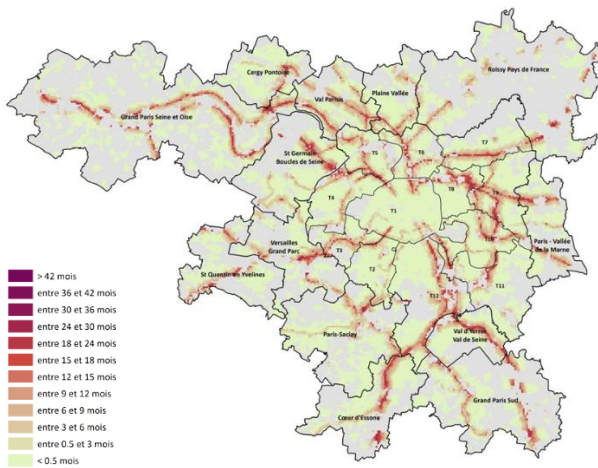 Cergy Pontoise
Roissy Pays de France
Plaine Vallée
Val Parisis
Grand Paris Seine et Oise
T7
T5
T6
St Germain
Boucles de Seine
T8
T9
T4
T1
Paris - Vallée
de la Marne
T10
Versailles
Grand Parc
T3
T2
St Quentin en Yvelines
T11
T12
> 42 mois
entre 36 et 42 mois
entre 30 et 36 mois
entre 24 et 30 mois
entre 18 et 24 mois
entre 15 et 18 mois
entre 12 et 15 mois
entre 9 et 12 mois
entre 6 et 9 mois
entre 3 et 6 mois
entre 0.5 et 3 mois
< 0.5 mois
Paris-Saclay
Val d'Yerres
Val de Seine
Grand Paris Sud
Cœur d'Essone